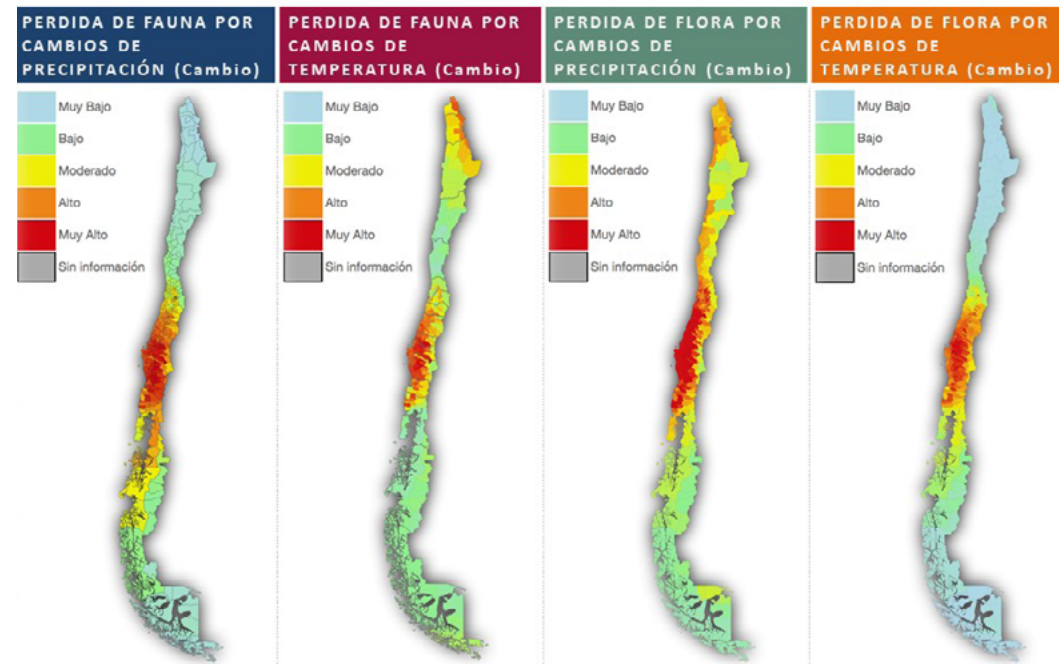 PERDIDA DE FAUNA POR
CAMBIOS DE
PRECIPITACIÓN (Cambio)
Muy Bajo
Bajo
Moderado
Alto
Muy Alto
Sin información
PERDIDA DE FAUNA POR
CAMBIOS DE
TEMPERATURA (Cambio)
Muy Bajo
Bajo
Moderado
Alto
Muy Alto
Sin información
PERDIDA DE FLORA POR
CAMBIOS DE
PRECIPITACIÓN (Cambio)
Muy Bajo
Bajo
Moderado
Alto
Muy Alto
Sin información
PERDIDA DE FLORA POR
CAMBIOS DE
TEMPERATURA (Cambio)
Muy Bajo
Bajo
Moderado
Alto
Muy Alto
Sin información